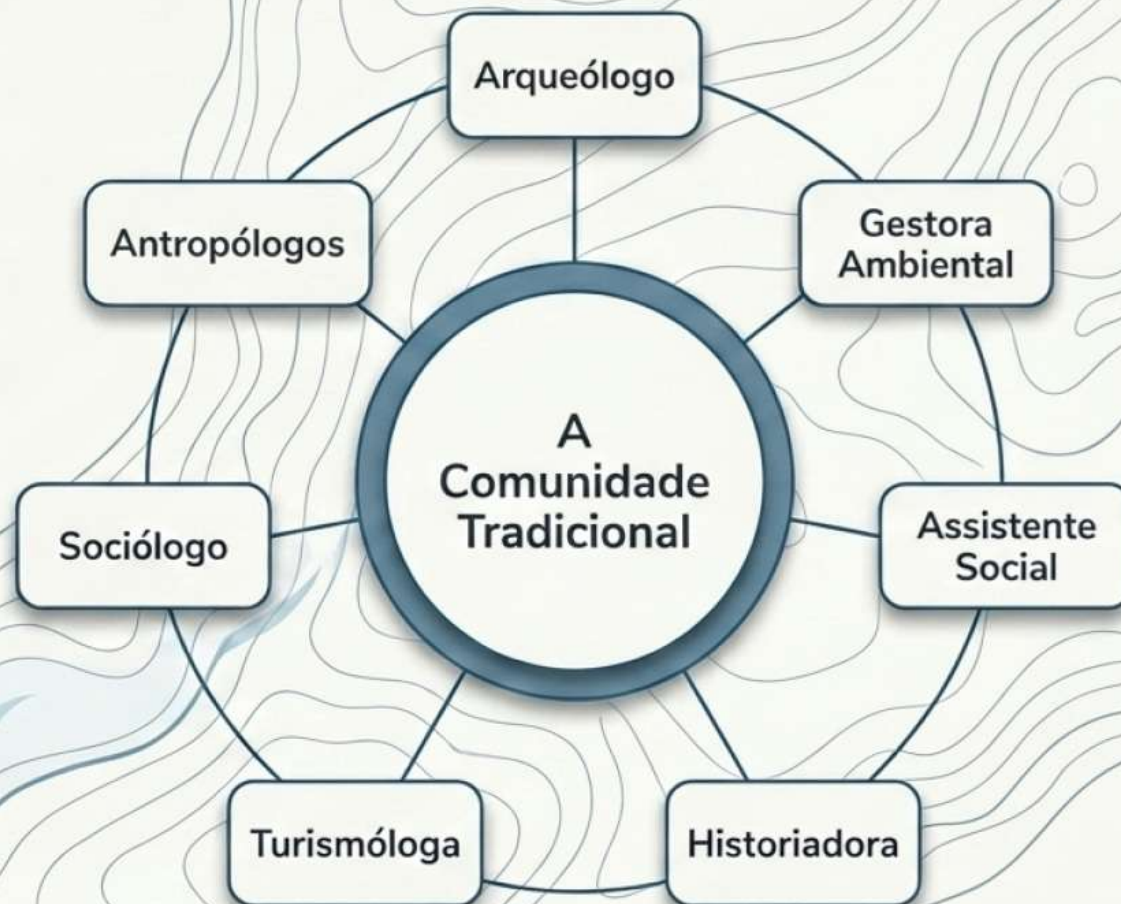 Arqueólogo
Antropólogos
Gestora
Ambiental
A
Comunidade
Tradicional
Sociólogo
Assistente
Social
Turismóloga
Historiadora